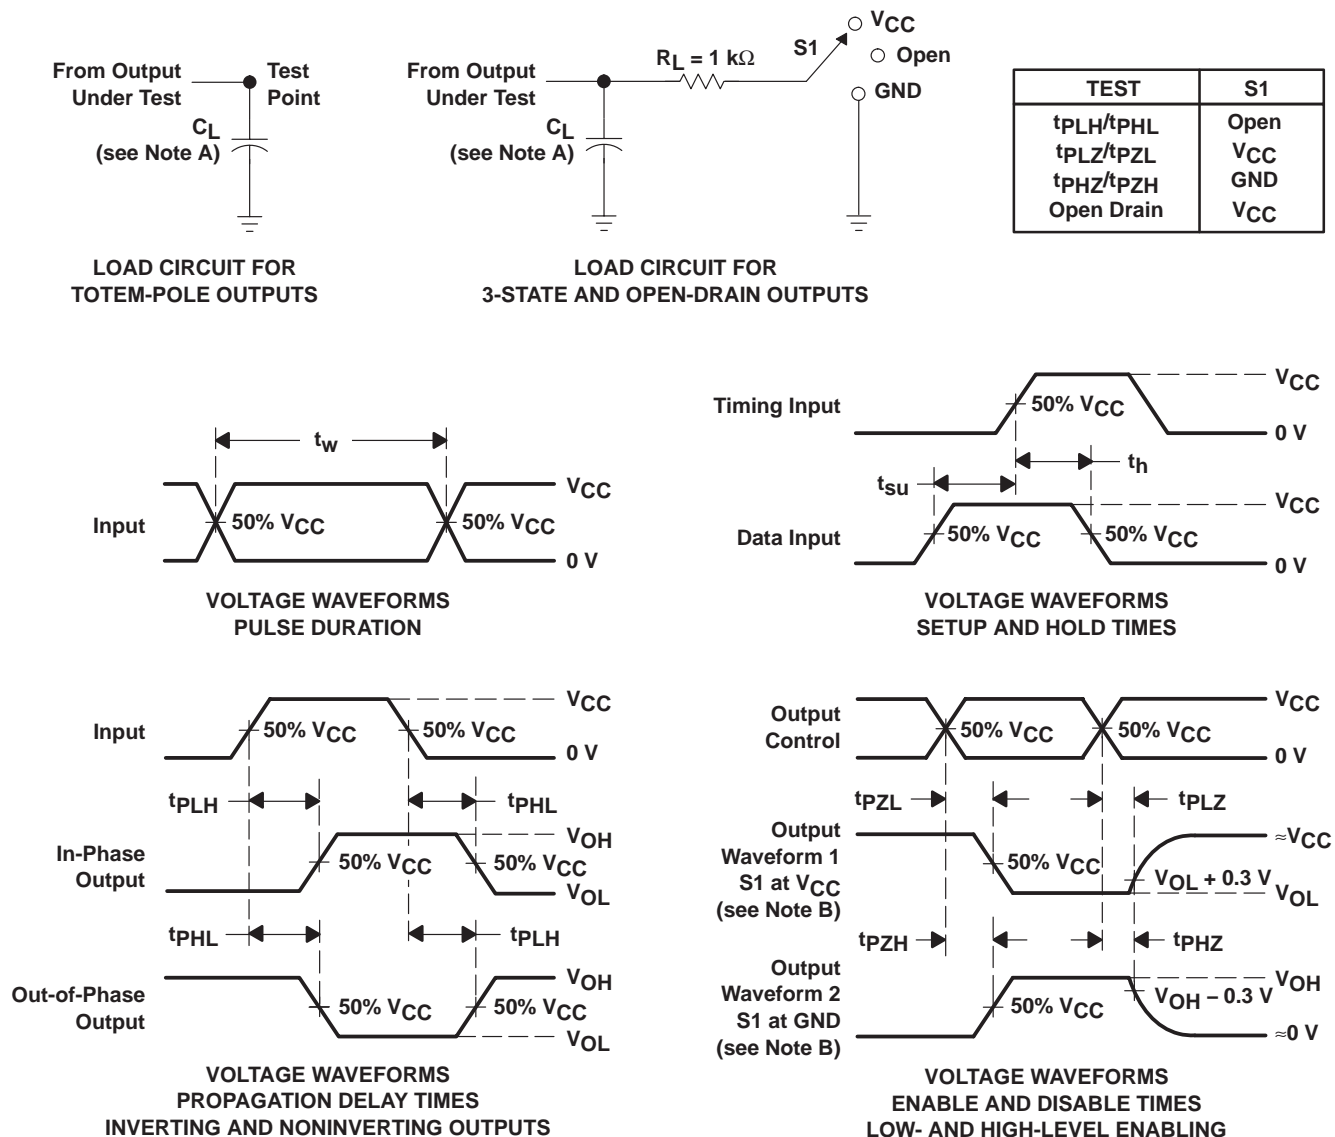 From Output
Under Test
Test
Point
CL
(see Note A)
LOAD CIRCUIT FOR
TOTEM-POLE OUTPUTS
From Output
Under Test
RL = 1 kΩ
S1
VCC
Open
GND
CL
(see Note A)
LOAD CIRCUIT FOR
3-STATE AND OPEN-DRAIN OUTPUTS
TEST S1
tPLH/tPHL Open
tPLZ/tPZL VCC
tPHZ/tPZH GND
Open Drain VCC
tw
Input
50% VCC
50% VCC
VCC
0 V
VOLTAGE WAVEFORMS
PULSE DURATION
Timing Input
50% VCC
VCC
0 V
tsu
th
Data Input
50% VCC
50% VCC
VCC
0 V
VOLTAGE WAVEFORMS
SETUP AND HOLD TIMES
Input
50% VCC
50% VCC
VCC
0 V
tPLH
tPHL
In-Phase
Output
50% VCC
50% VCC
VOH
VOL
tPHL
tPLH
Out-of-Phase
Output
50% VCC
50% VCC
VOH
VOL
VOLTAGE WAVEFORMS
PROPAGATION DELAY TIMES
INVERTING AND NONINVERTING OUTPUTS
Output
Control
50% VCC
50% VCC
VCC
0 V
tPZL
tPLZ
Output
Waveform 1
S1 at VCC
(see Note B)
50% VCC
VOL + 0.3 V
≈VCC
VOL
tPZH
tPHZ
Output
Waveform 2
S1 at GND
(see Note B)
50% VCC
VOH − 0.3 V
VOH
≈0 V
VOLTAGE WAVEFORMS
ENABLE AND DISABLE TIMES
LOW- AND HIGH-LEVEL ENABLING